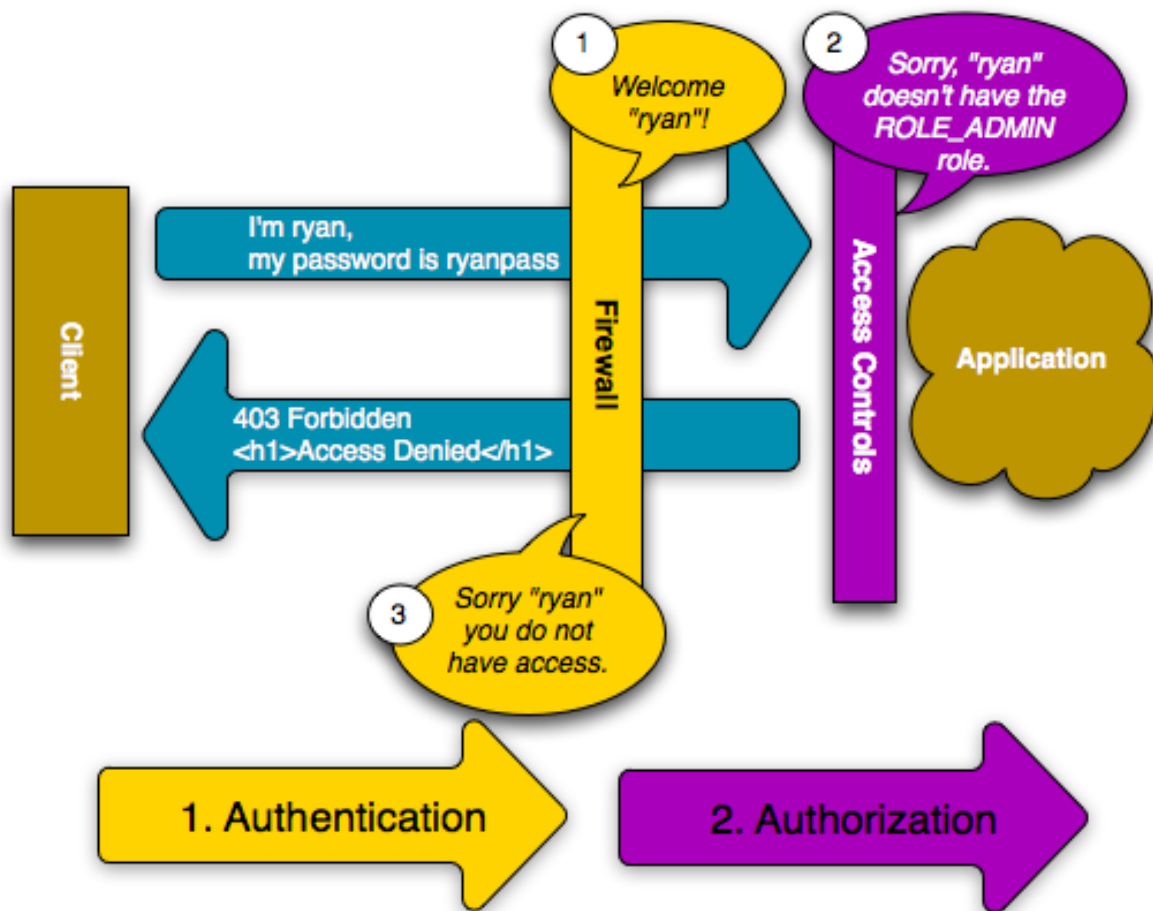 1
Welcome
"ryan"!
2
Sorry, "ryan"
doesn't have the
ROLE_ADMIN
role.
I'm ryan,
my password is ryanpass
Client
Firewall
Access Controls
Application
403 Forbidden
<h1>Access Denied</h1>
3
Sorry "ryan"
you do not
have access.
1. Authentication
2. Authorization